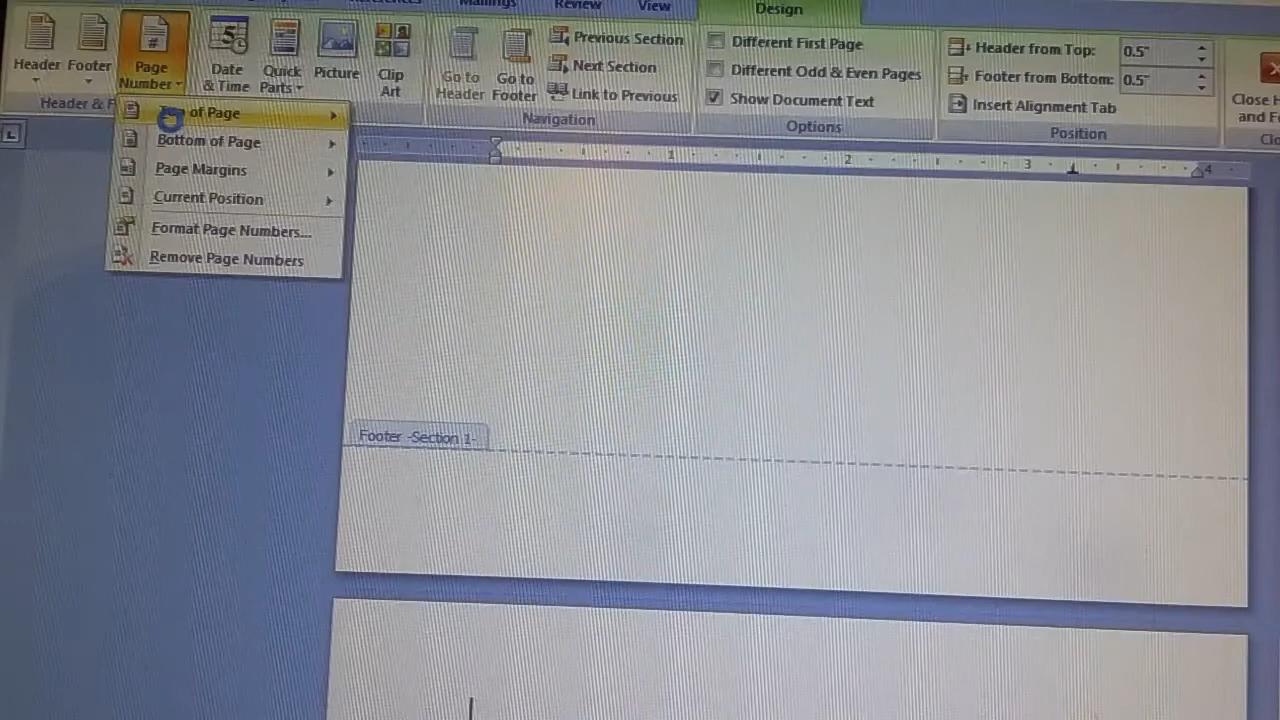 Mailings Review View Design
Header
Footer
Page
Number
Date
& Time
Quick
Parts
Picture
Clip
Art
Go to
Header
Go to
Footer
Previous Section
Next Section
Link to Previous
Different First Page
Different Odd & Even Pages
Show Document Text
Header from Top: 0.5"
Footer from Bottom: 0.5"
Insert Alignment Tab
Close
and
Header & F
Navigation
Options
Position
of Page
Bottom of Page
Page Margins
Current Position
Format Page Numbers...
Remove Page Numbers
1 2 3 4
Footer -Section 1-